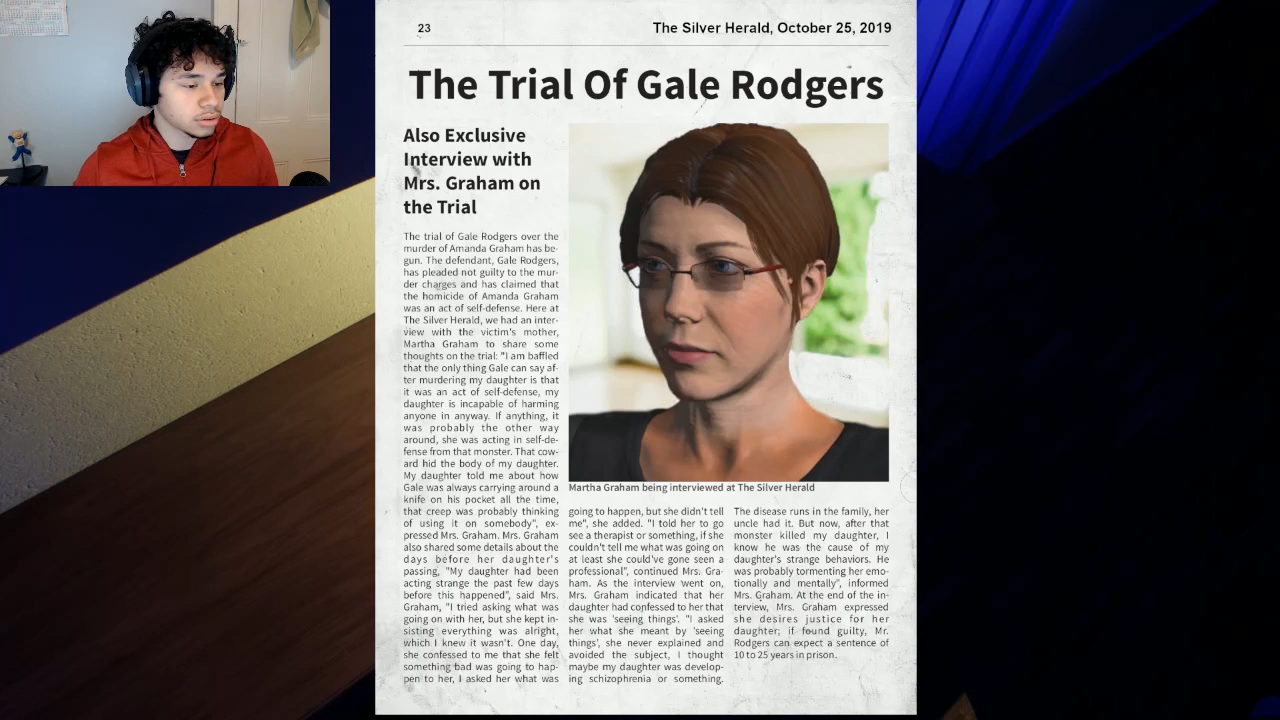 23
The Silver Herald, October 25, 2019
The Trial Of Gale Rodgers
Also Exclusive
Interview with
Mrs. Graham on
the Trial
The trial of Gale Rodgers over the
murder of Amanda Graham has be-
gun. The defendant, Gale Rodgers,
has pleaded not guilty to the mur-
der charges and has claimed that
the homicide of Amanda Graham
was an act of self-defense. Here at
The Silver Herald, we had an inter-
view with the victim's mother,
Martha Graham to share some
thoughts on the trial: "I am baffled
that the only thing Gale can say af-
ter murdering my daughter is that
it was an act of self-defense, my
daughter is incapable of harming
anyone in anyway. If anything, it
was probably the other way
around, she was acting in self-de-
fense from that monster. That cow-
ard hid the body of my daughter.
My daughter told me about how
Gale was always carrying around a
knife on his pocket all the time,
that creep was probably thinking
of using it on somebody", ex-
pressed Mrs. Graham. Mrs. Graham
also shared some details about the
days before her daughter's
passing, "My daughter had been
acting strange the past few days
before this happened", said Mrs.
Graham, "I tried asking what was
going on with her, but she kept in-
sisting everything was alright,
which I knew it wasn't. One day,
she confessed to me that she felt
something bad was going to hap-
pen to her, I asked her what was
Martha Graham being interviewed at The Silver Herald
going to happen, but she didn't tell
me", she added. "I told her to go
see a therapist or something, if she
couldn't tell me what was going on
at least she could've gone seen a
professional", continued Mrs. Gra-
ham. As the interview went on,
Mrs. Graham indicated that her
daughter had confessed to her that
she was 'seeing things'. "I asked
her what she meant by 'seeing
things', she never explained and
avoided the subject, I thought
maybe my daughter was develop-
ing schizophrenia or something.
The disease runs in the family, her
uncle had it. But now, after that
monster killed my daughter, I
know he was the cause of my
daughter's strange behaviors. He
was probably tormenting her emo-
tionally and mentally", informed
Mrs. Graham. At the end of the in-
terview, Mrs. Graham expressed
she desires justice for her
daughter; if found guilty, Mr.
Rodgers can expect a sentence of
10 to 25 years in prison.